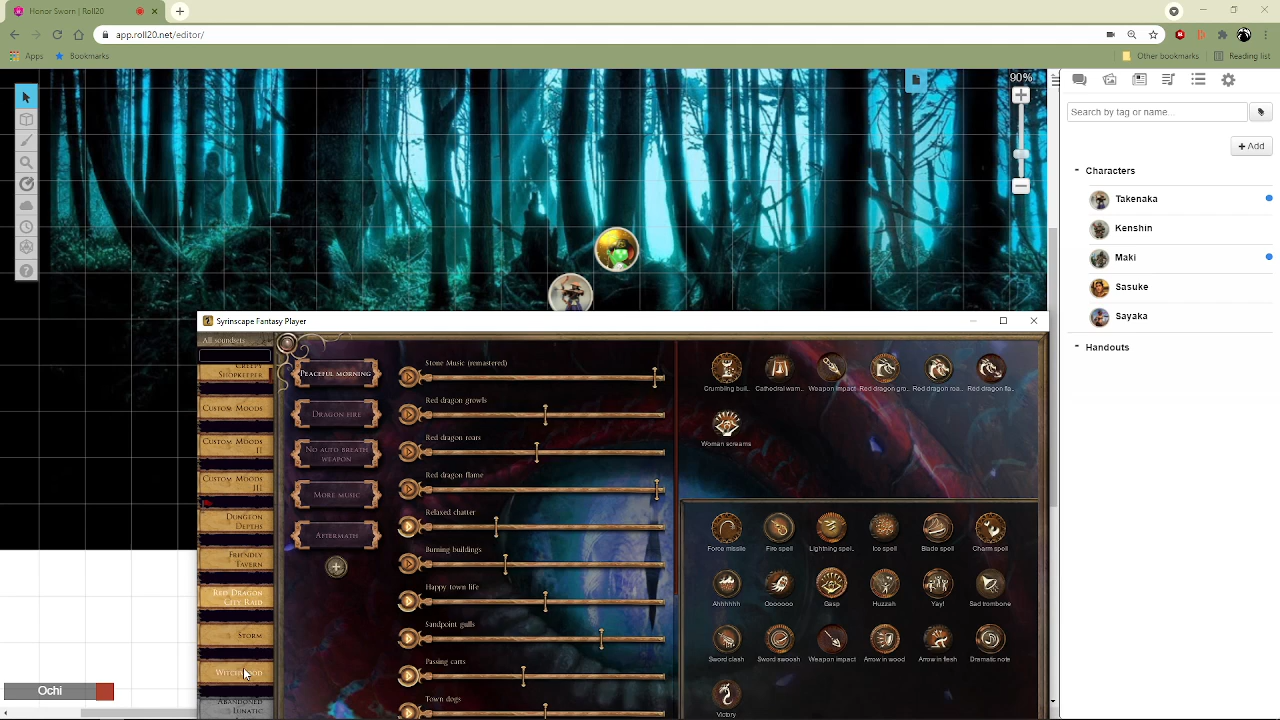 Honor Sworn | Roll20
app.roll20.net/editor/
Apps
Bookmarks
Other bookmarks
Reading list
90%
Search by tag or name...
+ Add
Characters
Takenaka
Kenshin
Maki
Sasuke
Sayaka
Handouts
Ochi
Syrinscape Fantasy Player
All soundsets
Creepy
Shopkeeper
Custom Moods
Custom Moods
II
Custom Moods
III
Dungeon
Depths
Friendly
Tavern
Red Dragon
City Raid
Storm
Witchwood
Abandoned
Lunatic
Peaceful morning
Dragon fire
No auto breath
weapon
More music
Aftermath
Stone Music (remastered)
Red dragon growls
Red dragon roars
Red dragon flame
Relaxed chatter
Burning buildings
Happy town life
Sandpoint gulls
Passing carts
Town dogs
Crumbling buil..
Cathedral warn..
Weapon impact
Red dragon gro...
Red dragon roa...
Red dragon fla..
Woman screams
Force missile
Fire spell
Lightning spel..
Ice spell
Blade spell
Charm spell
Ahhhhhh
Ooooooo
Gasp
Huzzah
Yay!
Sad trombone
Sword clash
Sword swoosh
Weapon impact
Arrow in wood
Arrow in flesh
Dramatic note
Victory